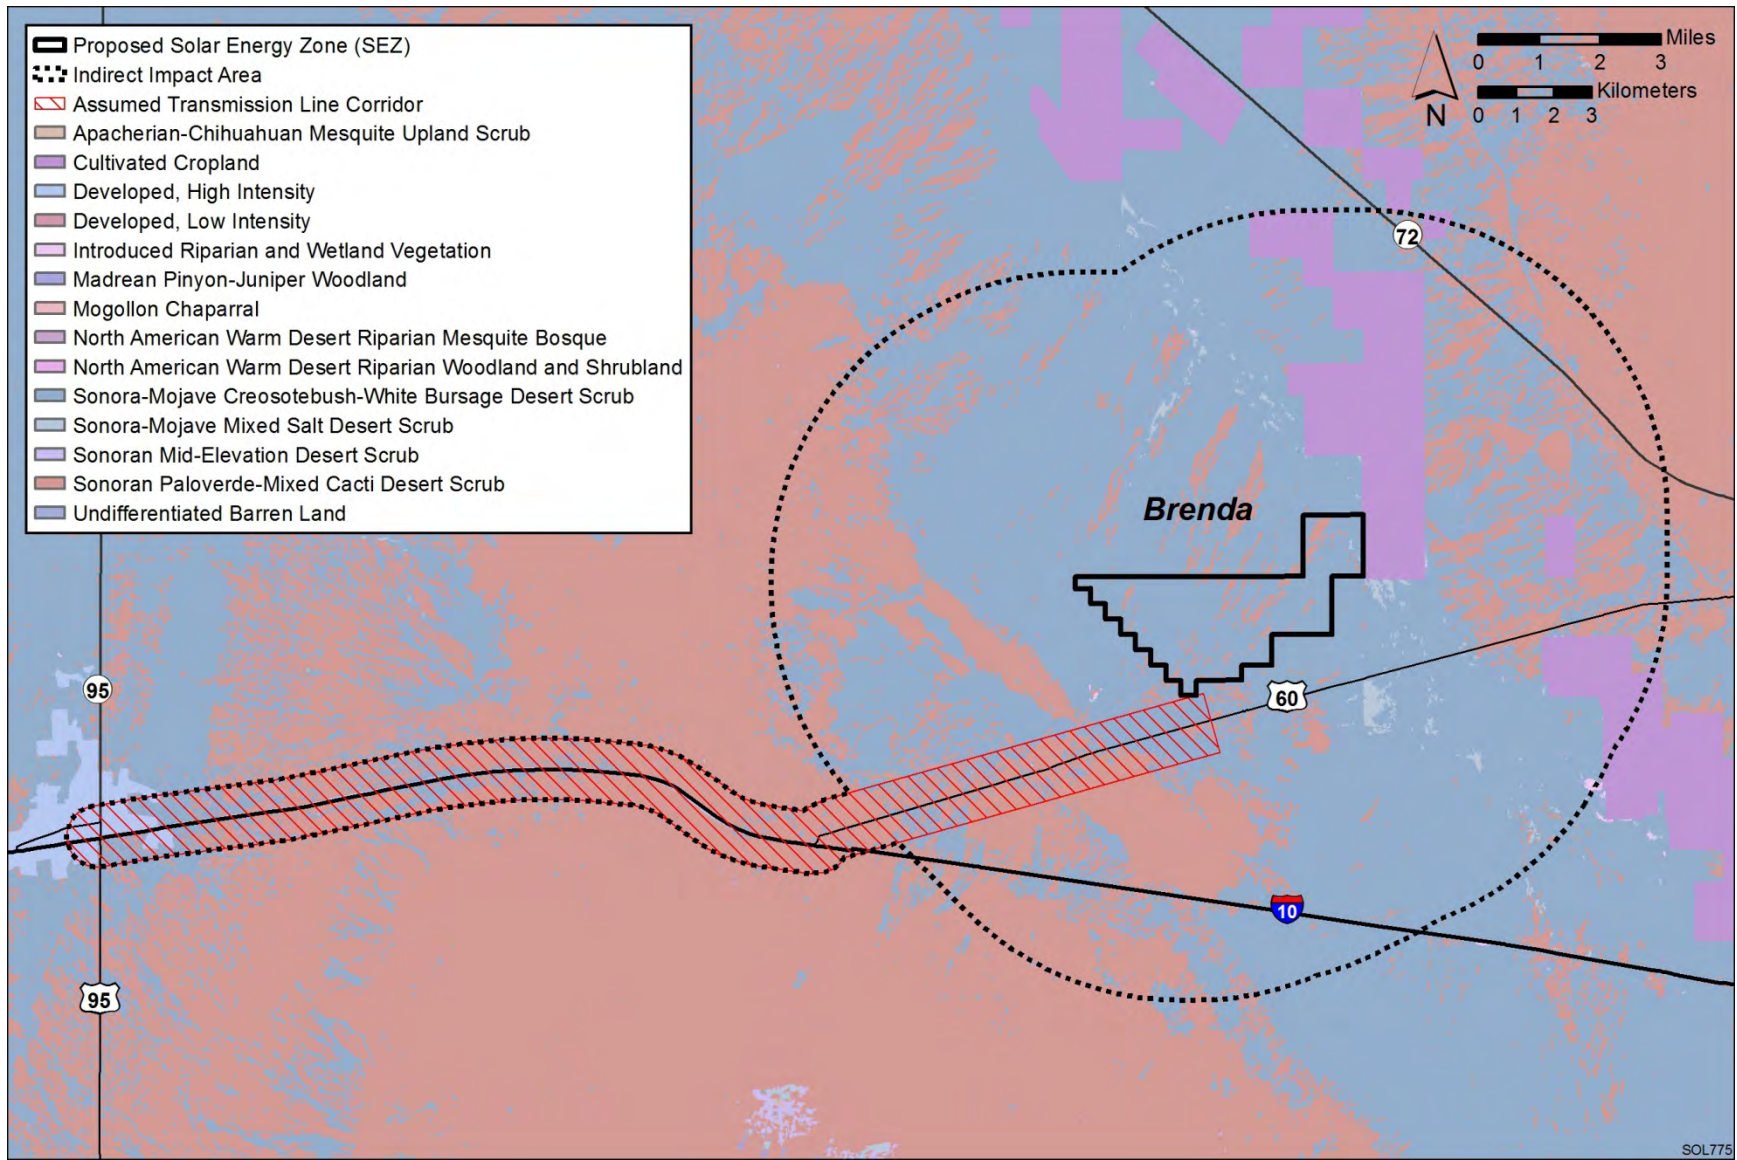 Proposed Solar Energy Zone (SEZ)
Indirect Impact Area
Assumed Transmission Line Corridor
Apacherian-Chihuahuan Mesquite Upland Scrub
Cultivated Cropland
Developed, High Intensity
Developed, Low Intensity
Introduced Riparian and Wetland Vegetation
Madrean Pinyon-Juniper Woodland
Mogollon Chaparral
North American Warm Desert Riparian Mesquite Bosque
North American Warm Desert Riparian Woodland and Shrubland
Sonora-Mojave Creosotebush-White Bursage Desert Scrub
Sonora-Mojave Mixed Salt Desert Scrub
Sonoran Mid-Elevation Desert Scrub
Sonoran Paloverde-Mixed Cacti Desert Scrub
Undifferentiated Barren Land
Miles
0 1 2 3
Kilometers
0 1 2 3
N
72
Brenda
95
60
10
95
SOL775